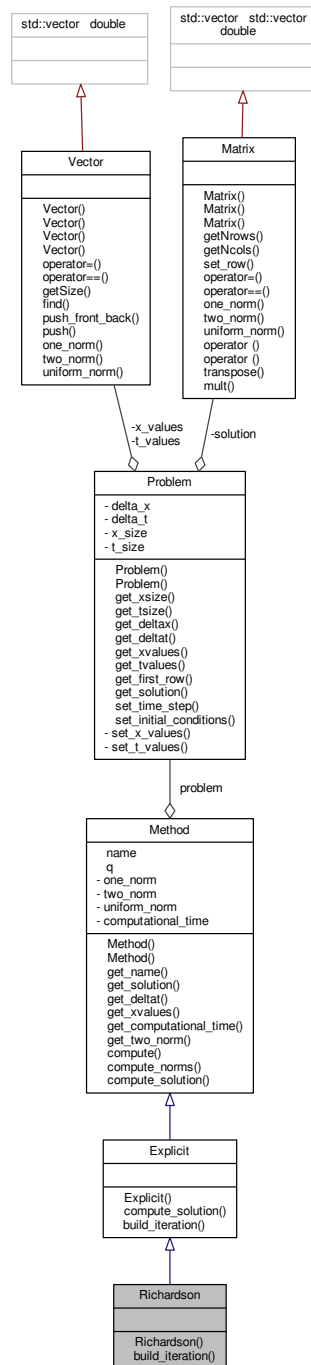 std::vector double
std::vector std::vector
double
Vector
Vector()
Vector()
Vector()
Vector()
operator=()
operator==()
getSize()
find()
push_front_back()
push()
one_norm()
two_norm()
uniform_norm()
Matrix
Matrix()
Matrix()
Matrix()
getNrows()
getNcols()
set_row()
operator=()
operator==()
one_norm()
two_norm()
uniform_norm()
operator ()
operator ()
transpose()
mult()
-x_values
-t_values
-solution
Problem
- delta_x
- delta_t
- x_size
- t_size
Problem()
Problem()
get_xsize()
get_tsize()
get_deltax()
get_deltat()
get_xvalues()
get_tvalues()
get_first_row()
get_solution()
set_time_step()
set_initial_conditions()
- set_x_values()
- set_t_values()
problem
Method
name
q
- one_norm
- two_norm
- uniform_norm
- computational_time
Method()
Method()
get_name()
get_solution()
get_deltat()
get_xvalues()
get_computational_time()
get_two_norm()
compute()
compute_norms()
compute_solution()
Explicit
Explicit()
compute_solution()
build_iteration()
Richardson
Richardson()
build_iteration()